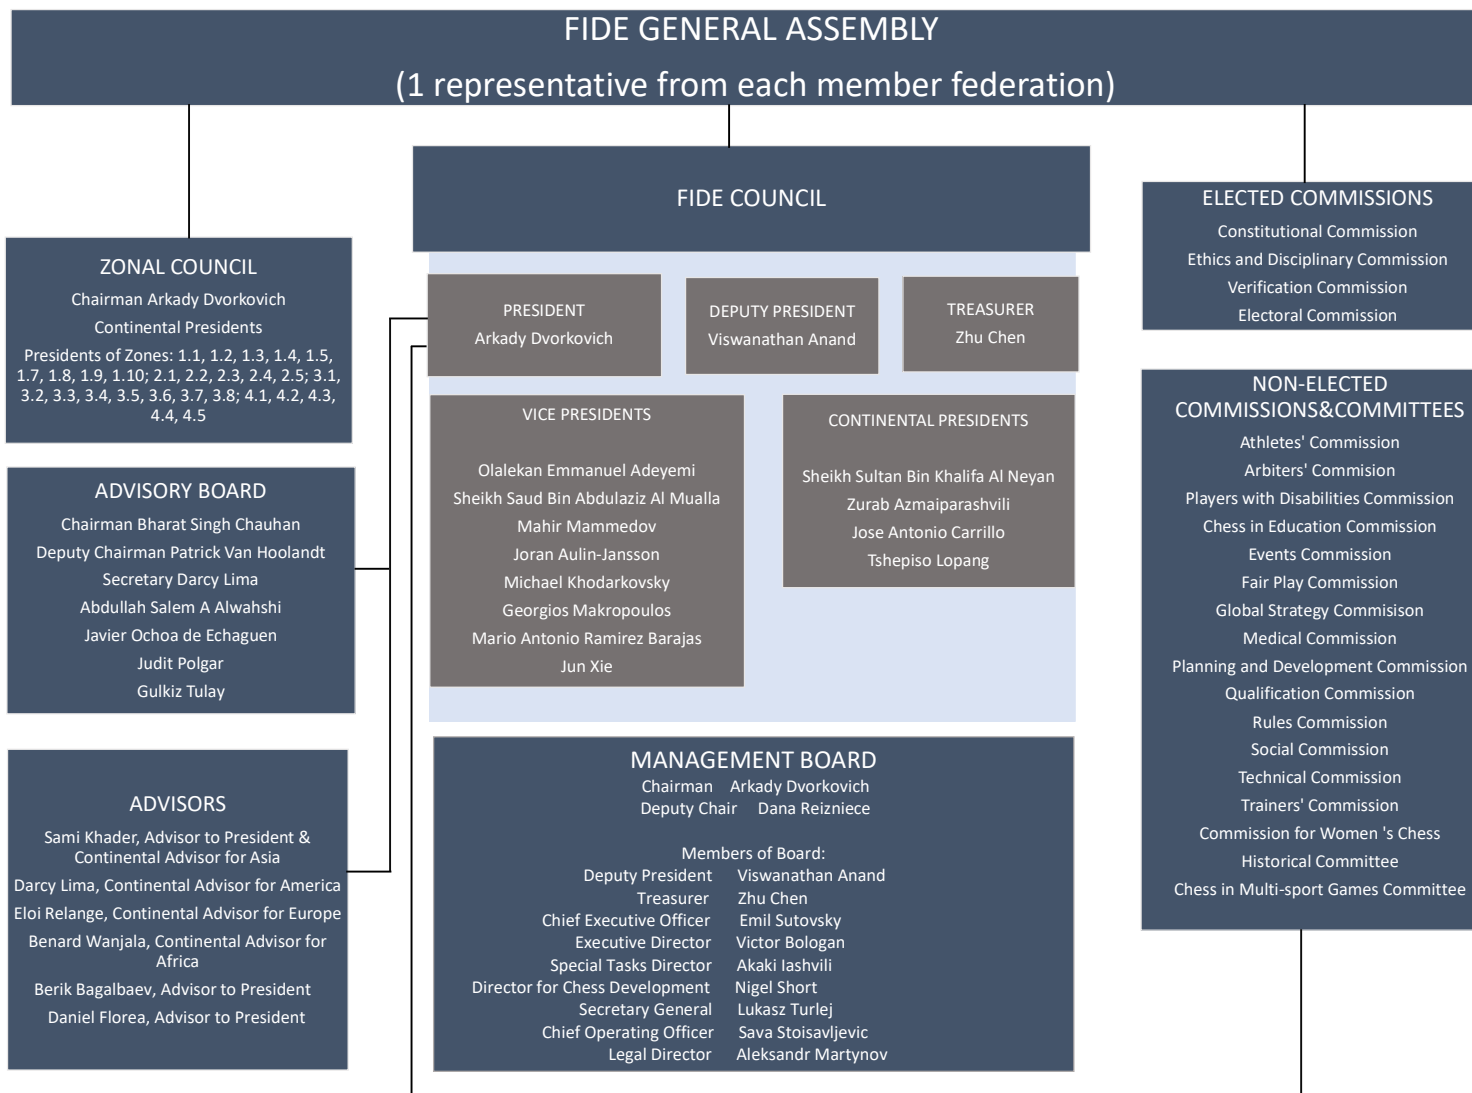 FIDE GENERAL ASSEMBLY
(1 representative from each member federation)
FIDE COUNCIL
ZONAL COUNCIL
Chairman Arkady Dvorkovich
Continental Presidents
Presidents of Zones: 1.1, 1.2, 1.3, 1.4, 1.5,
1.7, 1.8, 1.9, 1.10; 2.1, 2.2, 2.3, 2.4, 2.5; 3.1,
3.2, 3.3, 3.4, 3.5, 3.6, 3.7, 3.8; 4.1, 4.2, 4.3,
4.4, 4.5
ADVISORY BOARD
Chairman Bharat Singh Chauhan
Deputy Chairman Patrick Van Hoolandt
Secretary Darcy Lima
Abdullah Salem A Alwahshi
Javier Ochoa de Echaguen
Judit Polgar
Gulkiz Tulay
ADVISORS
Sami Khader, Advisor to President &
Continental Advisor for Asia
Darcy Lima, Continental Advisor for America
Eloi Relange, Continental Advisor for Europe
Benard Wanjala, Continental Advisor for
Africa
Berik Bagalbaev, Advisor to President
Daniel Florea, Advisor to President
PRESIDENT
Arkady Dvorkovich
DEPUTY PRESIDENT
Viswanathan Anand
TREASURER
Zhu Chen
VICE PRESIDENTS
Olalekan Emmanuel Adeyemi
Sheikh Saud Bin Abdulaziz Al Mualla
Mahir Mammedov
Joran Aulin-Jansson
Michael Khodarkovsky
Georgios Makropoulos
Mario Antonio Ramirez Barajas
Jun Xie
CONTINENTAL PRESIDENTS
Sheikh Sultan Bin Khalifa Al Neyan
Zurab Azmaiparashvili
Jose Antonio Carrillo
Tshepiso Lopang
MANAGEMENT BOARD
Chairman Arkady Dvorkovich
Deputy Chair Dana Reizniece
Members of Board:
Deputy President Viswanathan Anand
Treasurer Zhu Chen
Chief Executive Officer Emil Sutovsky
Executive Director Victor Bologan
Special Tasks Director Akaki Iashvili
Director for Chess Development Nigel Short
Secretary General Lukasz Turlej
Chief Operating Officer Sava Stoisavljevic
Legal Director Aleksandr Martynov
ELECTED COMMISSIONS
Constitutional Commission
Ethics and Disciplinary Commission
Verification Commission
Electoral Commission
NON-ELECTED
COMMISSIONS&COMMITTEES
Athletes' Commission
Arbiters' Commision
Players with Disabilities Commission
Chess in Education Commission
Events Commission
Fair Play Commission
Global Strategy Commisison
Medical Commission
Planning and Development Commission
Qualification Commission
Rules Commission
Social Commission
Technical Commission
Trainers' Commission
Commission for Women 's Chess
Historical Committee
Chess in Multi-sport Games Committee